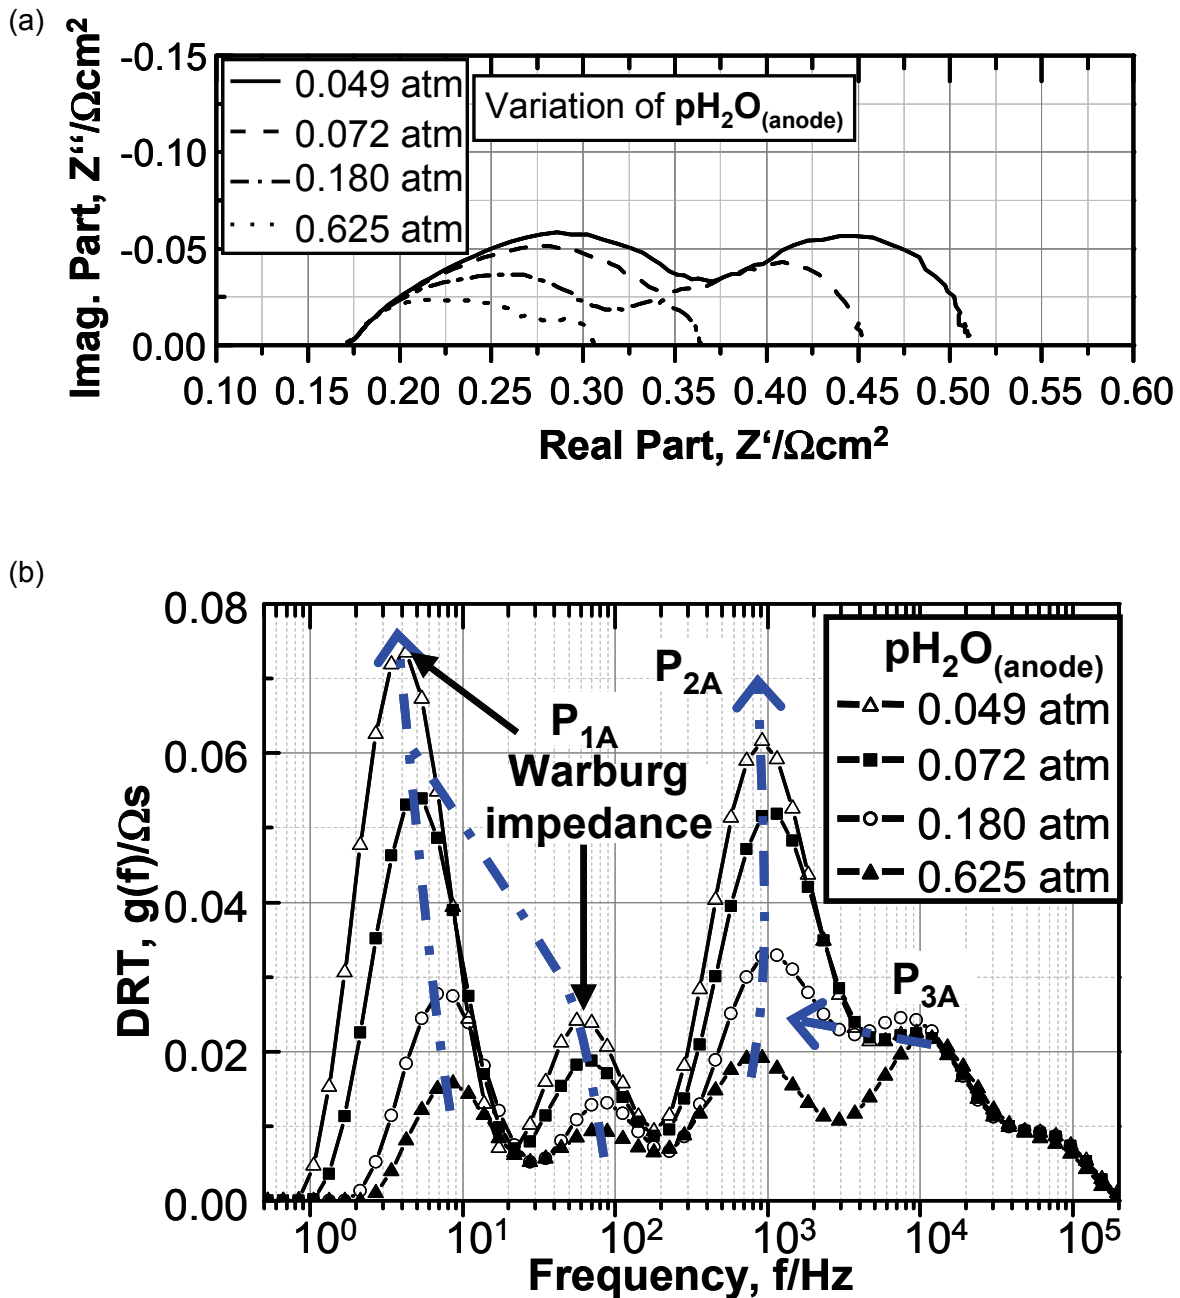 (a)
-0.15
-0.10
-0.05
0.00
Imag. Part, Z‘‘/Ωcm²
0.049 atm
0.072 atm
0.180 atm
0.625 atm
Variation of pH₂O₍anode₎
0.10 0.15 0.20 0.25 0.30 0.35 0.40 0.45 0.50 0.55 0.60
Real Part, Z‘/Ωcm²
(b)
0.08
0.06
0.04
0.02
0.00
DRT, g(f)/Ωs
P₁A
Warburg
impedance
P₂A
P₃A
pH₂O₍anode₎
0.049 atm
0.072 atm
0.180 atm
0.625 atm
10⁰ 10¹ 10² 10³ 10⁴ 10⁵
Frequency, f/Hz